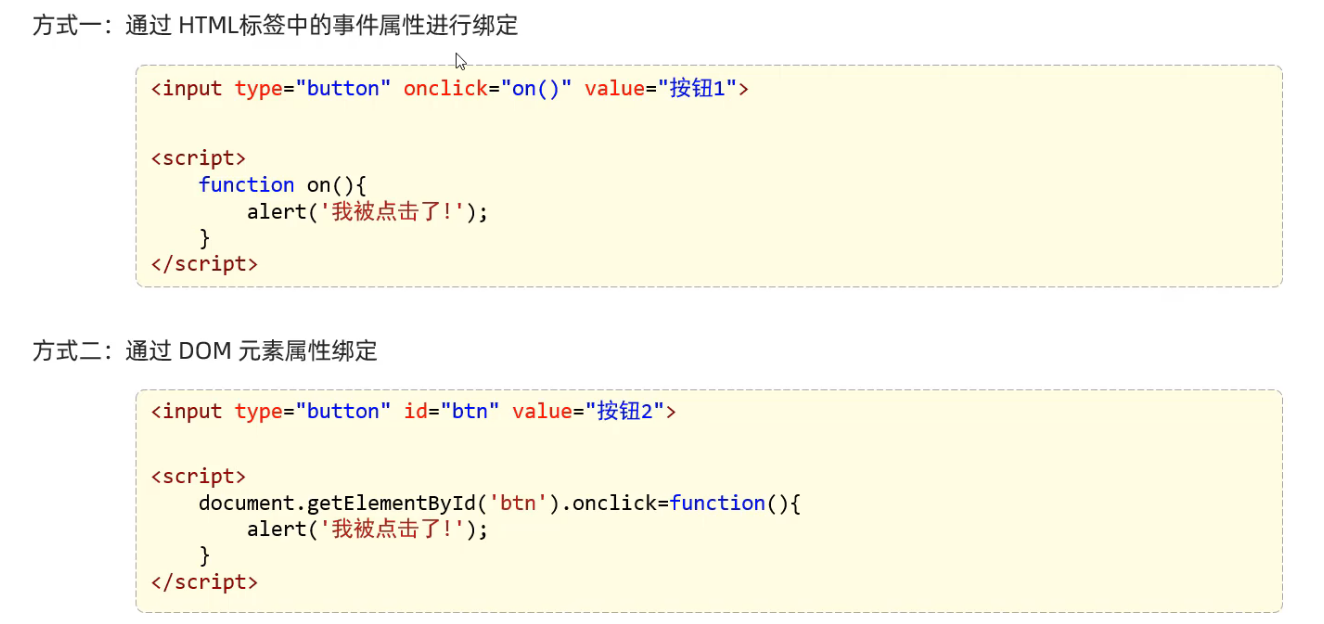 方式一：通过 HTML标签中的事件属性进行绑定
<input type="button" onclick="on()" value="按钮1">
<script>
    function on(){
        alert('我被点击了!');
    }
</script>
方式二：通过 DOM 元素属性绑定
<input type="button" id="btn" value="按钮2">
<script>
    document.getElementById('btn').onclick=function(){
        alert('我被点击了!');
    }
</script>